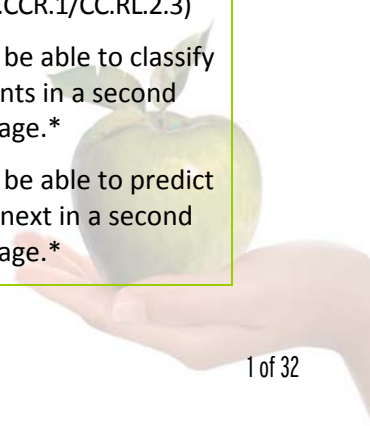 .CCR.1/CC.RL.2.3)
be able to classify
nts in a second
age.*
be able to predict
next in a second
age.*
1 of 32